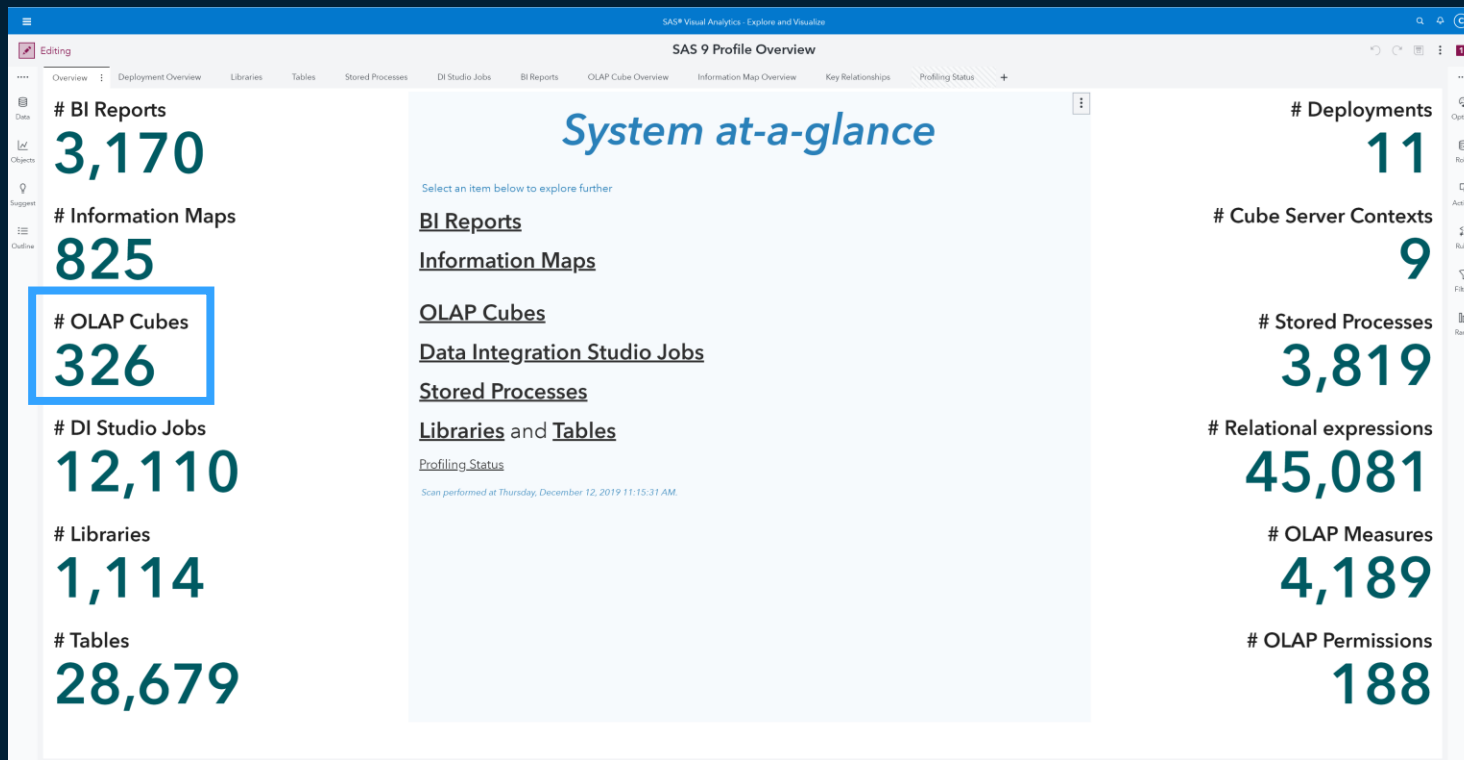 SAS® Visual Analytics - Explore and Visualize
Editing
SAS 9 Profile Overview
Overview
Deployment Overview
Libraries
Tables
Stored Processes
DI Studio Jobs
BI Reports
OLAP Cube Overview
Information Map Overview
Key Relationships
Profiling Status
Data
Objects
Suggest
Outline
# BI Reports
3,170
# Information Maps
825
# OLAP Cubes
326
# DI Studio Jobs
12,110
# Libraries
1,114
# Tables
28,679
System at-a-glance
Select an item below to explore further
BI Reports
Information Maps
OLAP Cubes
Data Integration Studio Jobs
Stored Processes
Libraries and Tables
Profiling Status
Scan performed at Thursday, December 12, 2019 11:15:31 AM.
# Deployments
11
# Cube Server Contexts
9
# Stored Processes
3,819
# Relational expressions
45,081
# OLAP Measures
4,189
# OLAP Permissions
188